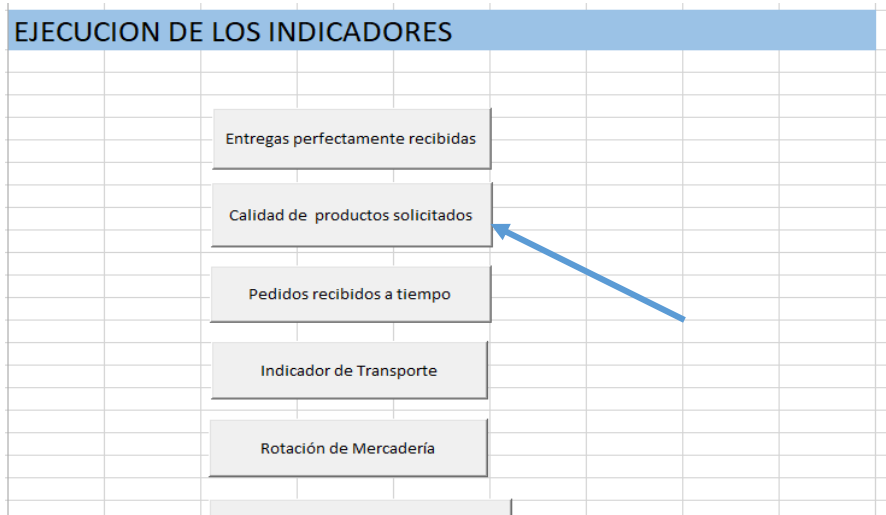 EJECUCION DE LOS INDICADORES
Entregas perfectamente recibidas
Calidad de  productos solicitados
Pedidos recibidos a tiempo
Indicador de Transporte
Rotación de Mercadería